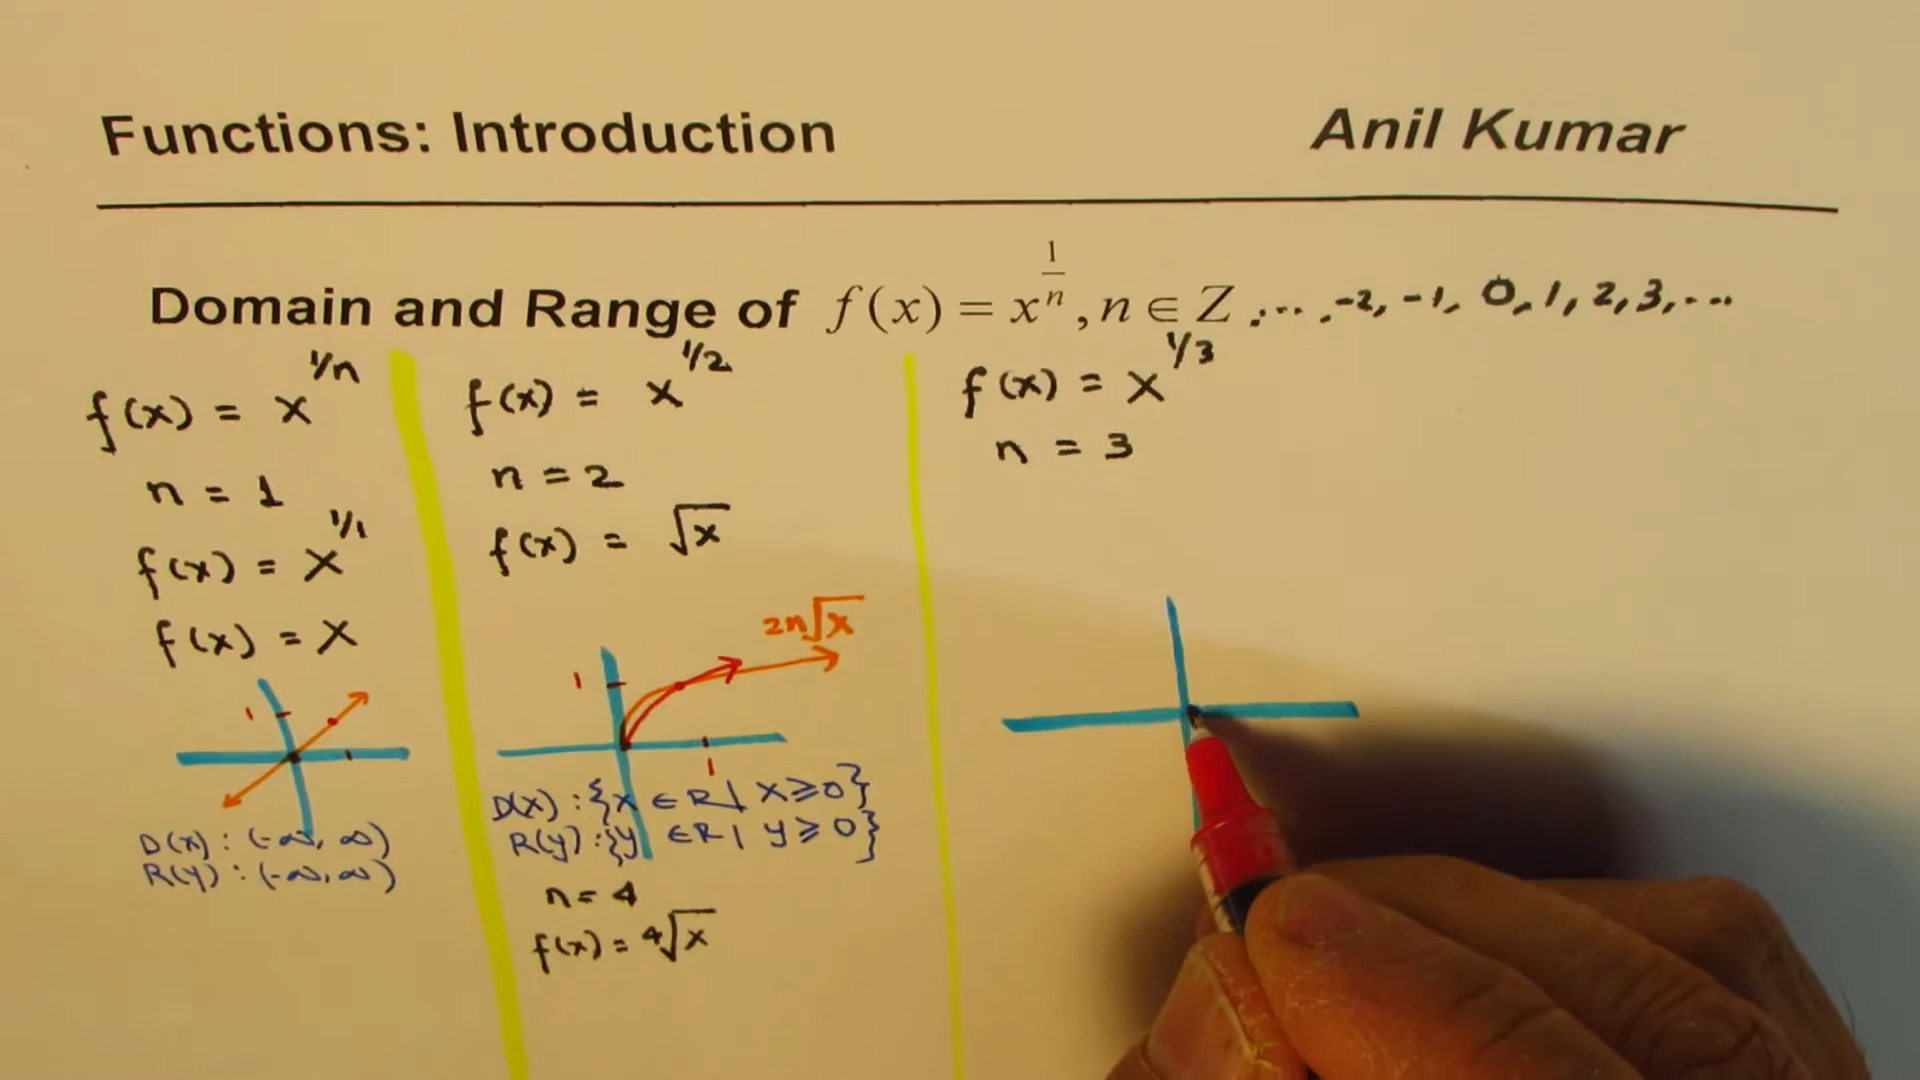 Functions: Introduction Anil Kumar
Domain and Range of f(x) = x^{1/n}, n ∈ Z ... -2, -1, 0, 1, 2, 3, ...
f(x) = x^{1/n}
n = 1
f(x) = x^{1/1}
f(x) = x
1
D(x) : (-∞, ∞)
R(y) : (-∞, ∞)
f(x) = x^{1/2}
n = 2
f(x) = √x
2n√x
1
1
D(x) : {x ∈ R | x ≥ 0}
R(y) : {y ∈ R | y ≥ 0}
n = 4
f(x) = ⁴√x
f(x) = x^{1/3}
n = 3